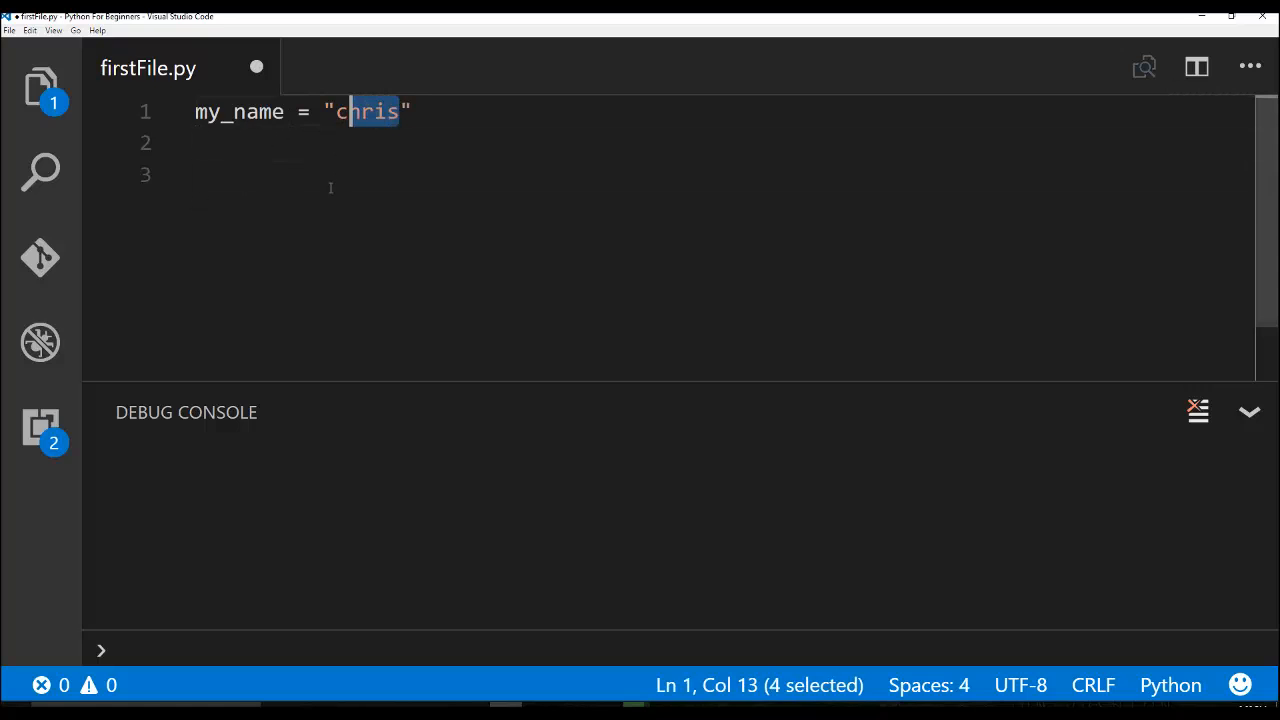 firstFile.py - Python For Beginners - Visual Studio Code
File Edit View Go Help
firstFile.py
1 my_name = "chris"
2
3
1
2
DEBUG CONSOLE
0 0 Ln 1, Col 13 (4 selected) Spaces: 4 UTF-8 CRLF Python